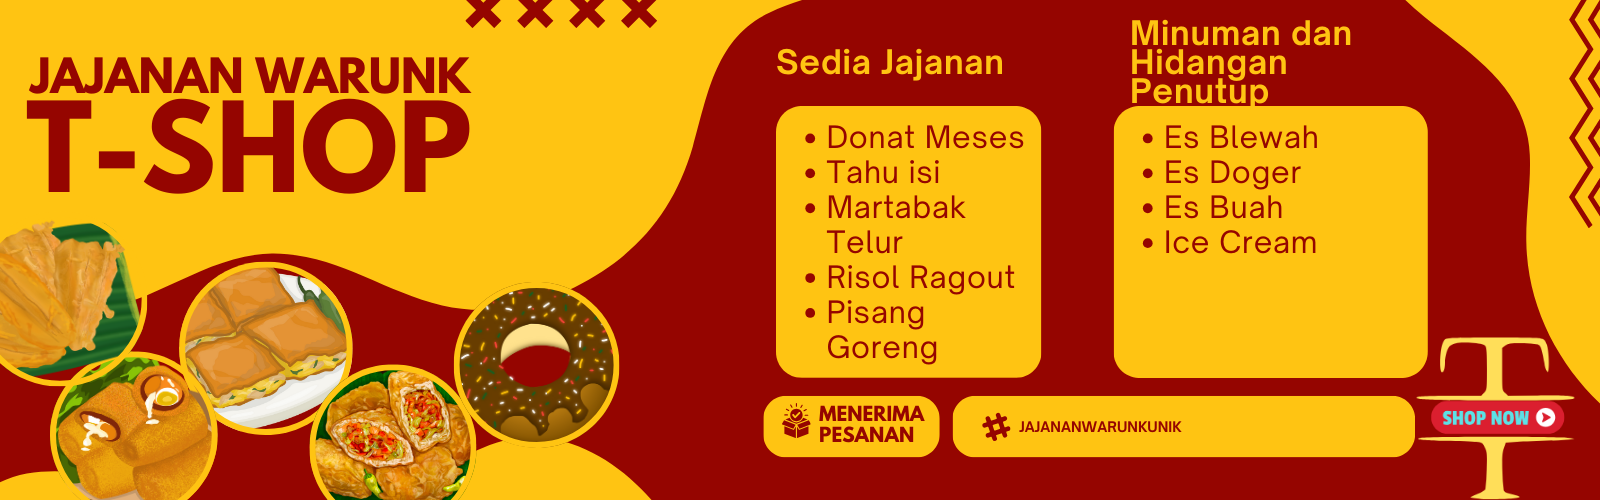 JAJANAN WARUNK
T-SHOP
Sedia Jajanan
• Donat Meses
• Tahu isi
• Martabak
Telur
• Risol Ragout
• Pisang
Goreng
Minuman dan
Hidangan
Penutup
• Es Blewah
• Es Doger
• Es Buah
• Ice Cream
MENERIMA
PESANAN
# JAJANANWARUNKUNIK
T
SHOP NOW